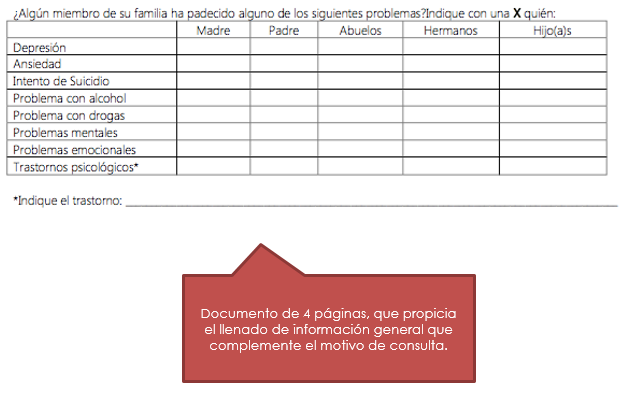 ¿Algún miembro de su familia ha padecido alguno de los siguientes problemas?Indique con una X quién:
Madre Padre Abuelos Hermanos Hijo(a)s
Depresión
Ansiedad
Intento de Suicidio
Problema con alcohol
Problema con drogas
Problemas mentales
Problemas emocionales
Trastornos psicológicos*
*Indique el trastorno:
Documento de 4 páginas, que propicia
el llenado de información general que
complemente el motivo de consulta.